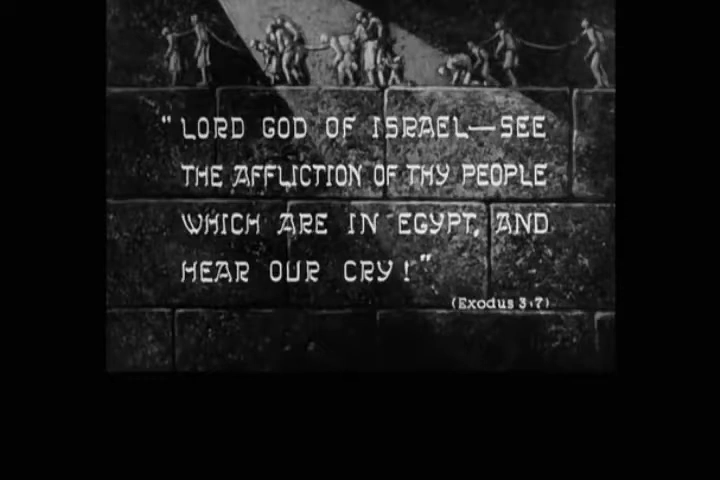 "LORD GOD OF ISRAEL—SEE
THE AFFLICTION OF THY PEOPLE
WHICH ARE IN EGYPT, AND
HEAR OUR CRY!"
(Exodus 3:7)